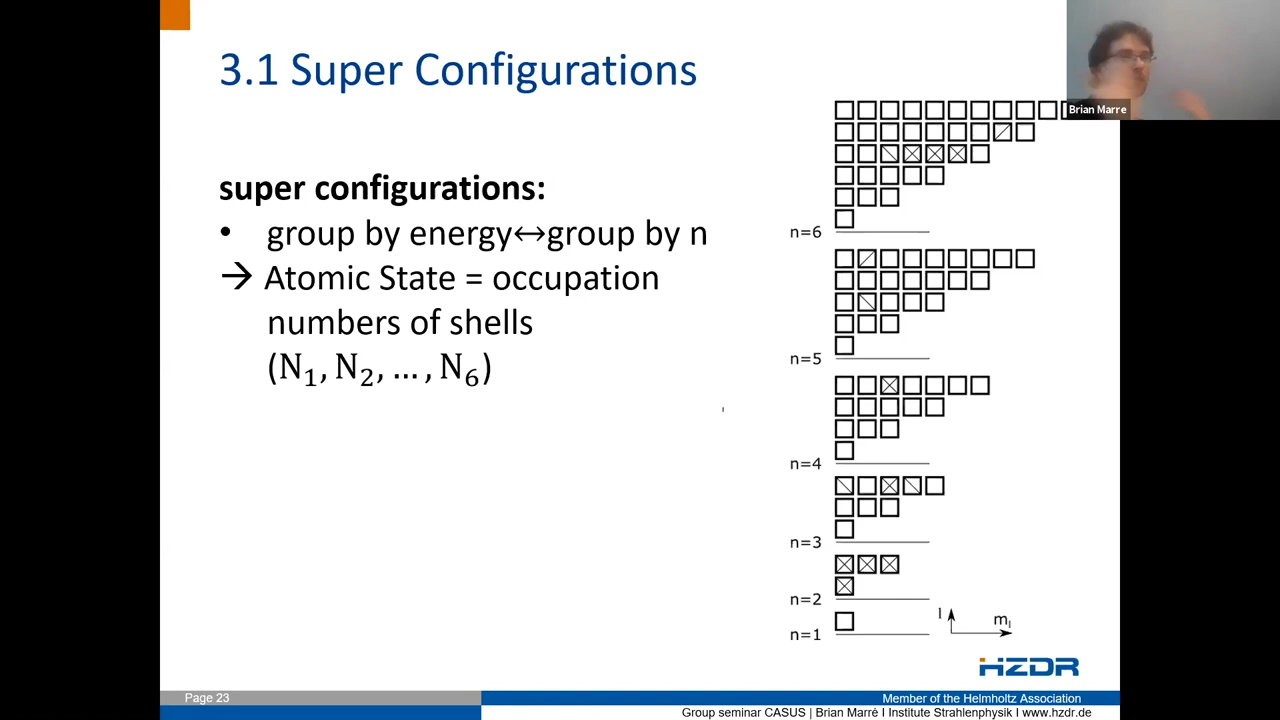 3.1 Super Configurations
Brian Marre
super configurations:
• group by energy↔group by n
→ Atomic State = occupation
numbers of shells
(N₁, N₂, ... , N₆)
n=6
n=5
n=4
n=3
n=2
n=1
l
mₗ
HZDR
Page 23
Member of the Helmholtz Association
Group seminar CASUS | Brian Marré I Institute Strahlenphysik I www.hzdr.de